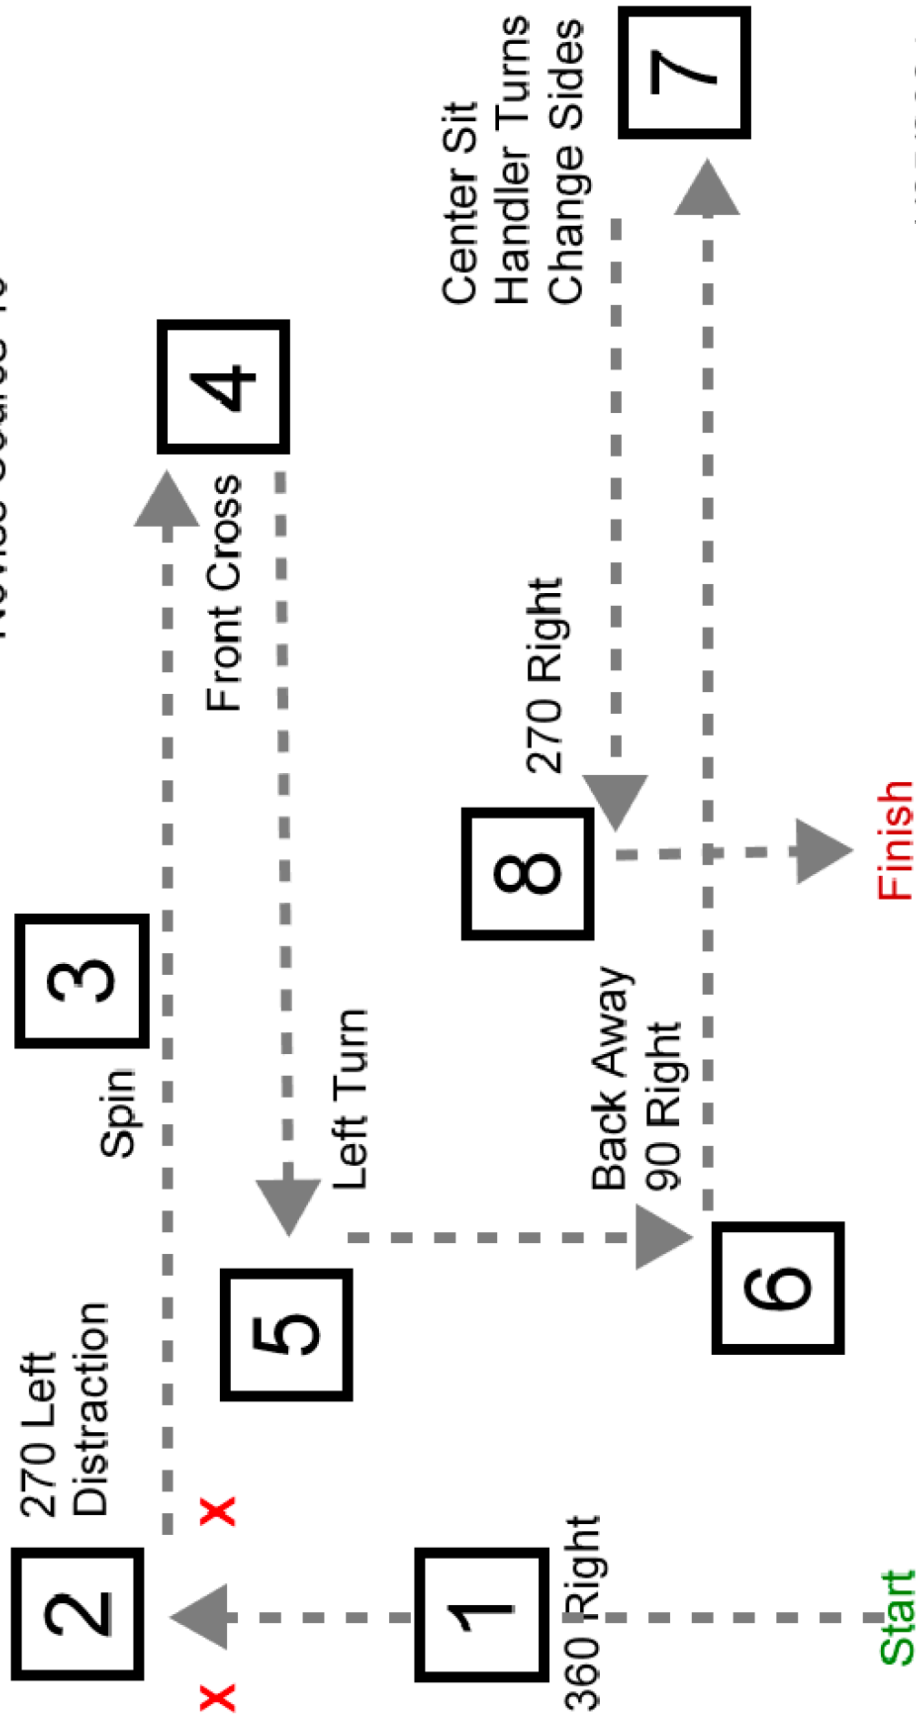 2
270 Left
Distraction
3
Spin
4
Front Cross
x
x
5
Left Turn
1
360 Right
8
270 Right
Center Sit
Handler Turns
Change Sides
7
Back Away
90 Right
6
Start
Finish